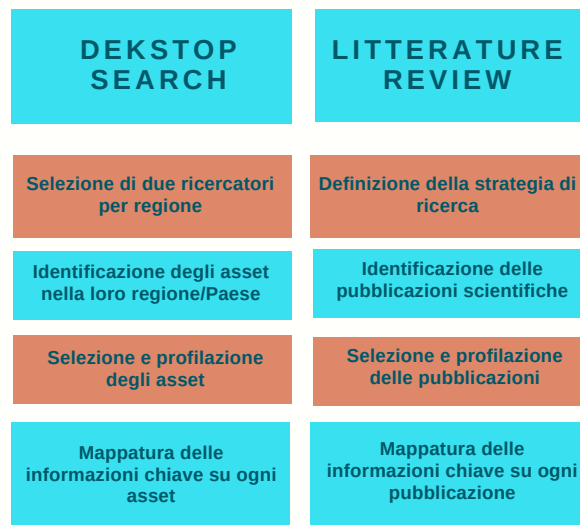 DEKSTOP
SEARCH
LITTERATURE
REVIEW
Selezione di due ricercatori
per regione
Definizione della strategia di
ricerca
Identificazione degli asset
nella loro regione/Paese
Identificazione delle
pubblicazioni scientifiche
Selezione e profilazione
degli asset
Selezione e profilazione
delle pubblicazioni
Mappatura delle
informazioni chiave su ogni
asset
Mappatura delle
informazioni chiave su ogni
pubblicazione